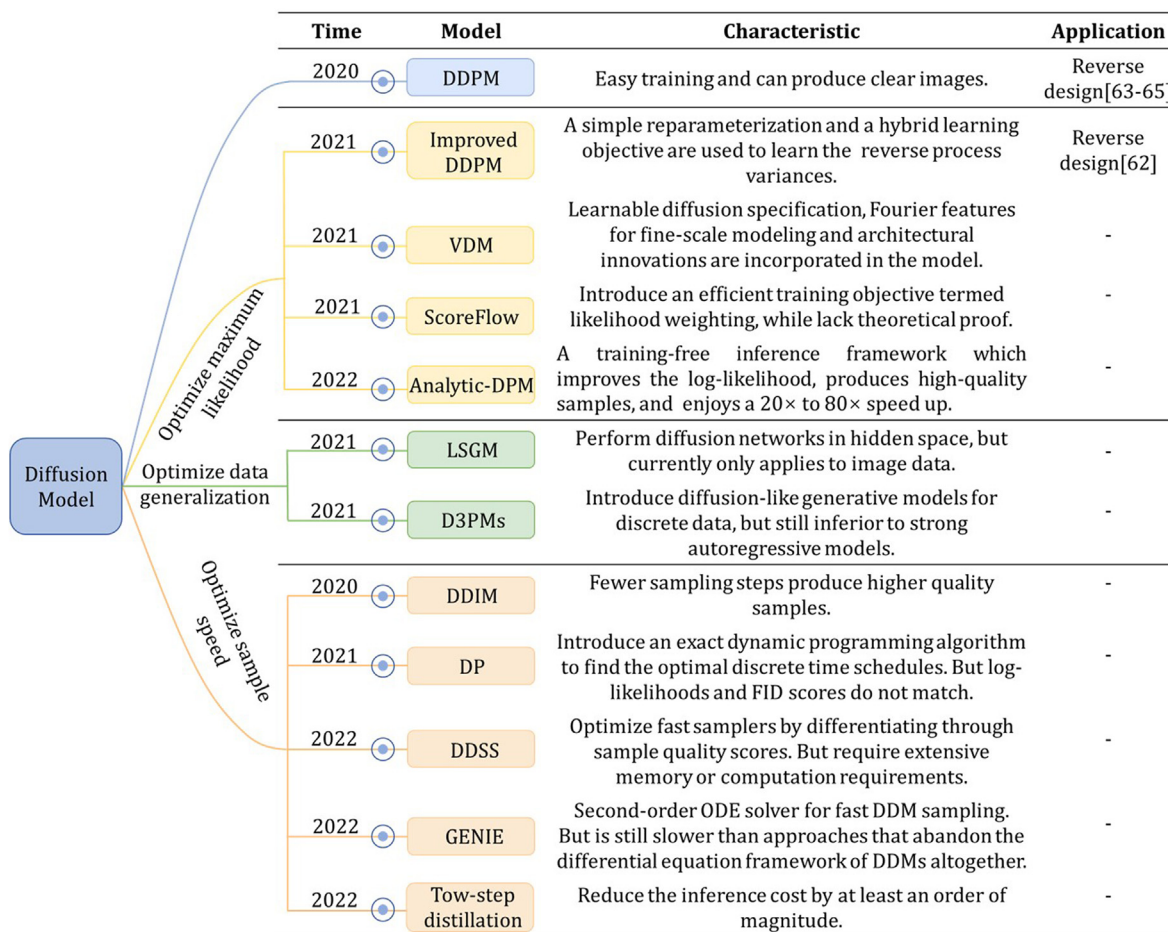 Time Model Characteristic Application
2020 DDPM Easy training and can produce clear images. Reverse
design[63-65]
2021 Improved
DDPM
A simple reparameterization and a hybrid learning
objective are used to learn the reverse process
variances.
Reverse
design[62]
2021 VDM
Learnable diffusion specification, Fourier features
for fine-scale modeling and architectural
innovations are incorporated in the model.
-
2021 ScoreFlow
Introduce an efficient training objective termed
likelihood weighting, while lack theoretical proof.
-
2022 Analytic-DPM
A training-free inference framework which
improves the log-likelihood, produces high-quality
samples, and enjoys a 20× to 80× speed up.
-
Optimize maximum
likelihood
Diffusion
Model
Optimize data
generalization
2021 LSGM
Perform diffusion networks in hidden space, but
currently only applies to image data.
-
2021 D3PMs
Introduce diffusion-like generative models for
discrete data, but still inferior to strong
autoregressive models.
-
Optimize sample
speed
2020 DDIM
Fewer sampling steps produce higher quality
samples.
-
2021 DP
Introduce an exact dynamic programming algorithm
to find the optimal discrete time schedules. But log-
likelihoods and FID scores do not match.
-
2022 DDSS
Optimize fast samplers by differentiating through
sample quality scores. But require extensive
memory or computation requirements.
-
2022 GENIE
Second-order ODE solver for fast DDM sampling.
But is still slower than approaches that abandon the
differential equation framework of DDMs altogether.
-
2022 Tow-step
distillation
Reduce the inference cost by at least an order of
magnitude.
-